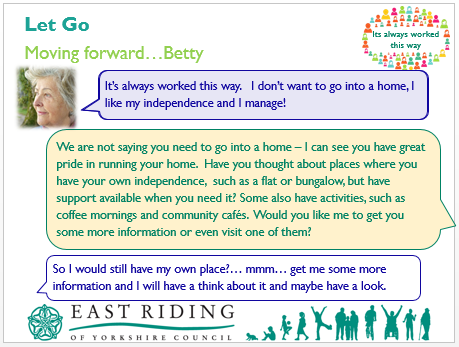 Let Go
Its always worked
this way
Moving forward…Betty
It's always worked this way.   I don't want to go into a home, I
like my independence and I manage!
We are not saying you need to go into a home – I can see you have great
pride in running your home.  Have you thought about places where you
have your own independence,  such as a flat or bungalow, but have
support available when you need it? Some also have activities, such as
coffee mornings and community cafés.  Would you like me to get you
some more information or even visit one of them?
So I would still have my own place?… mmm… get me some more
information and I will have a think about it and maybe have a look.
EAST RIDING
OF YORKSHIRE COUNCIL